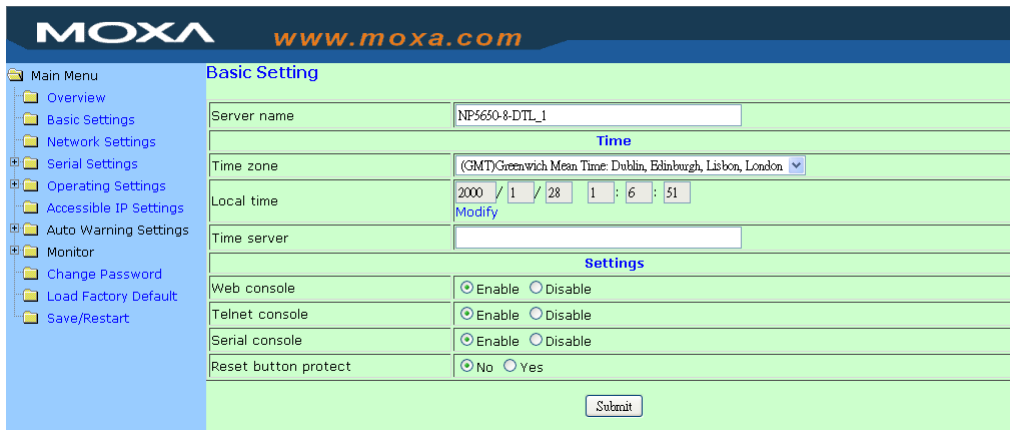 MOXA www.moxa.com
Main Menu
Overview
Basic Settings
Network Settings
Serial Settings
Operating Settings
Accessible IP Settings
Auto Warning Settings
Monitor
Change Password
Load Factory Default
Save/Restart
Basic Setting
Server name NP5650-8-DTL_1
Time
Time zone (GMT)Greenwich Mean Time: Dublin, Edinburgh, Lisbon, London
Local time 2000 / 1 / 28 1 : 6 : 51
Modify
Time server
Settings
Web console Enable Disable
Telnet console Enable Disable
Serial console Enable Disable
Reset button protect No Yes
Submit